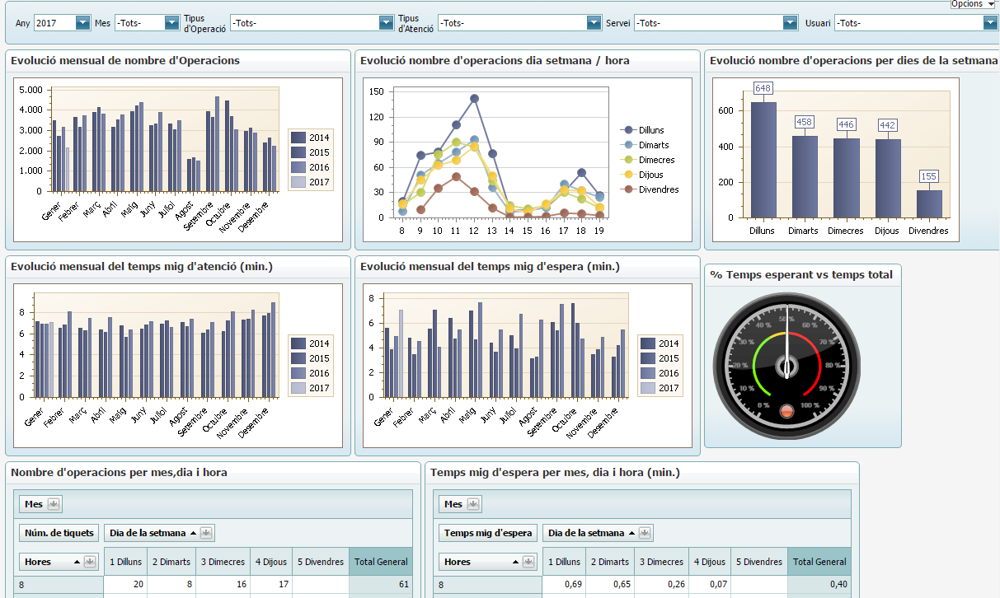 Opcions
Any 2017 Mes -Tots- Tipus d'Operació -Tots- Tipus d'Atenció -Tots- Servei -Tots- Usuari -Tots-
Evolució mensual de nombre d'Operacions
5.000
4.000
3.000
2.000
1.000
0
Gener Febrer Març Abril Maig Juny Juliol Agost Setembre Octubre Novembre Desembre
2014
2015
2016
2017
Evolució nombre d'operacions dia setmana / hora
150
120
90
60
30
0
8 9 10 11 12 13 14 15 16 17 18 19
Dilluns
Dimarts
Dimecres
Dijous
Divendres
Evolució nombre d'operacions per dies de la setmana
600
400
200
0
648
458
446
442
155
Dilluns Dimarts Dimecres Dijous Divendres
Evolució mensual del temps mig d'atenció (min.)
8
6
4
2
0
Gener Febrer Març Abril Maig Juny Juliol Agost Setembre Octubre Novembre Desembre
2014
2015
2016
2017
Evolució mensual del temps mig d'espera (min.)
8
6
4
2
0
Gener Febrer Març Abril Maig Juny Juliol Agost Setembre Octubre Novembre Desembre
2014
2015
2016
2017
% Temps esperant vs temps total
0 %
10 %
20 %
30 %
40 %
50 %
60 %
70 %
80 %
90 %
100 %
Nombre d'operacions per mes,dia i hora
Mes
Núm. de tiquets Dia de la setmana
Hores 1 Dilluns 2 Dimarts 3 Dimecres 4 Dijous 5 Divendres Total General
8 20 8 16 17 61
Temps mig d'espera per mes, dia i hora (min.)
Mes
Temps mig d'espera Dia de la setmana
Hores 1 Dilluns 2 Dimarts 3 Dimecres 4 Dijous 5 Divendres Total General
8 0,69 0,65 0,26 0,07 0,40